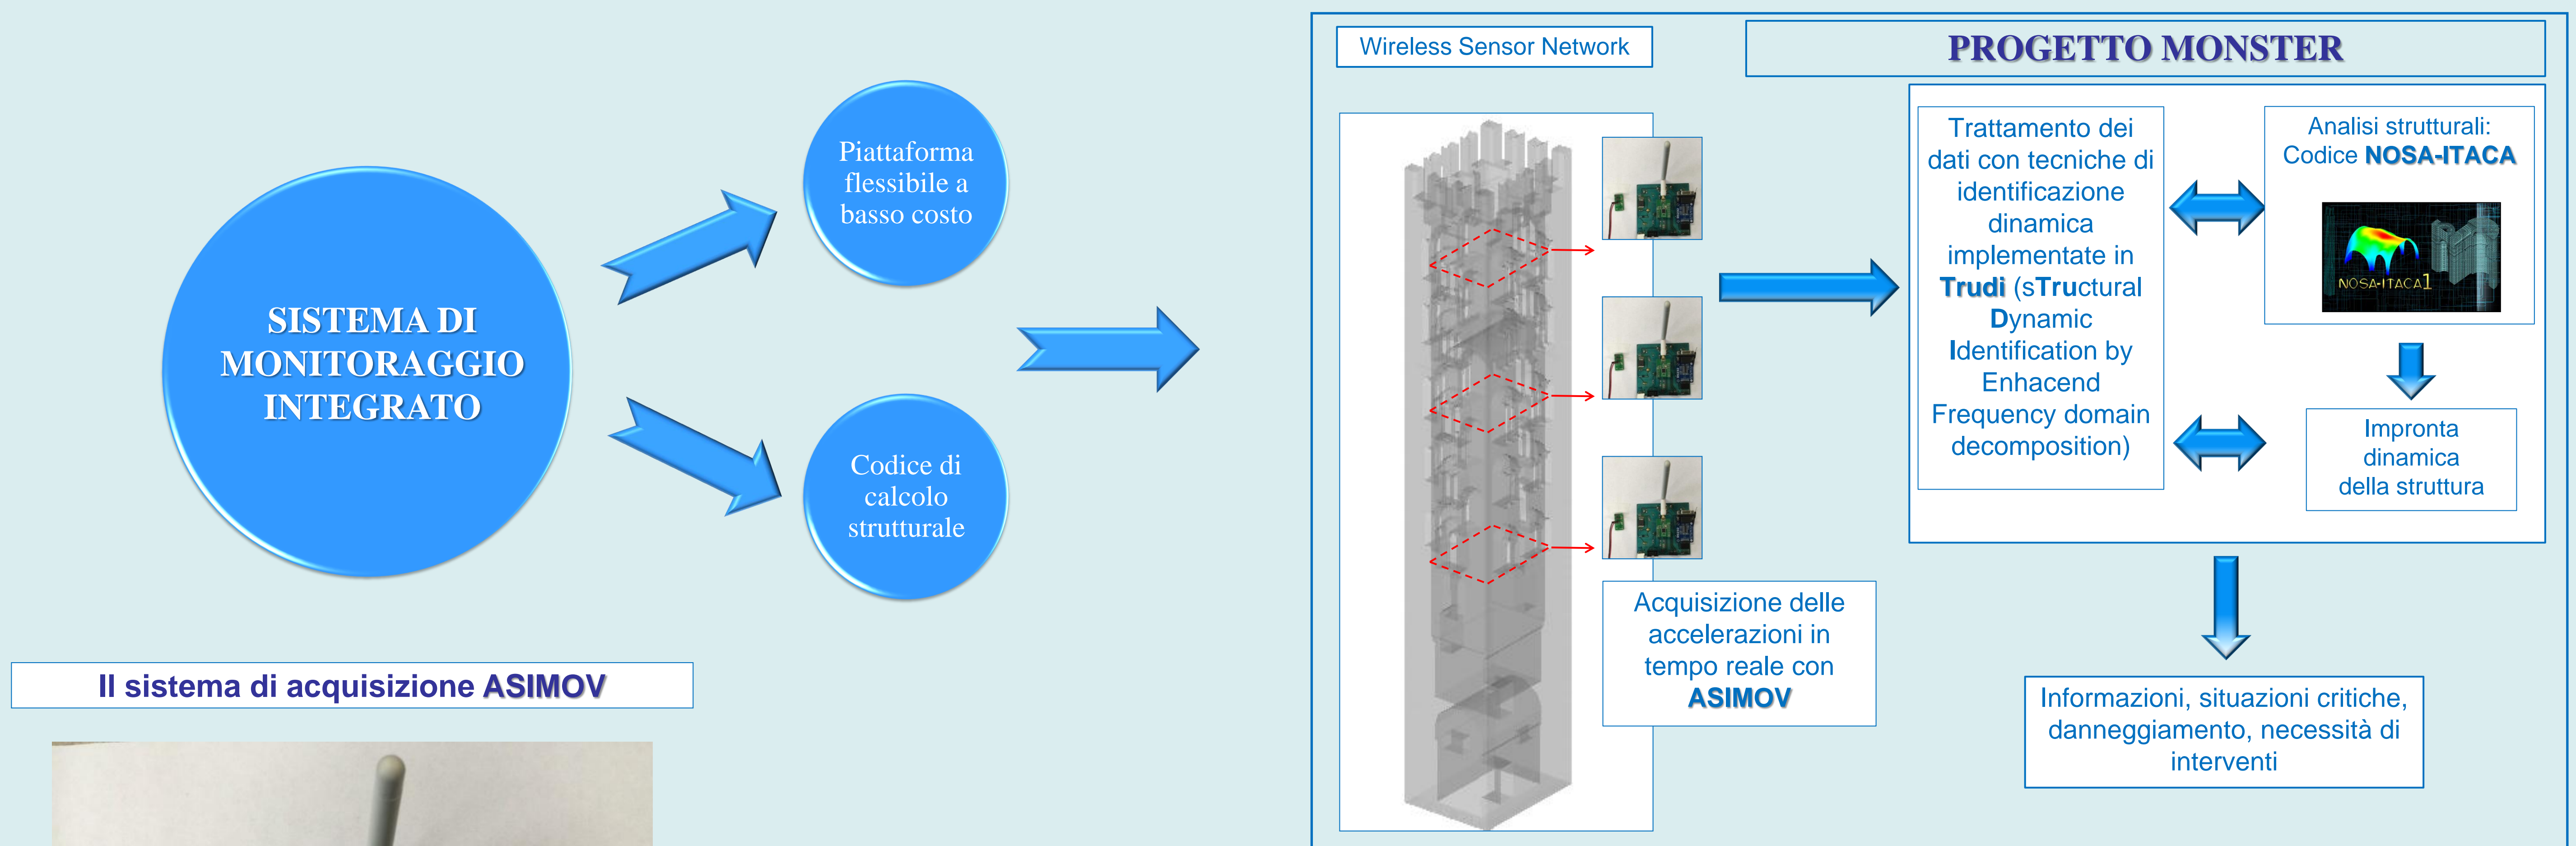 SISTEMA DI
MONITORAGGIO
INTEGRATO
Piattaforma
flessibile a
basso costo
Codice di
calcolo
strutturale
Il sistema di acquisizione ASIMOV
Wireless Sensor Network
PROGETTO MONSTER
Acquisizione delle
accelerazioni in
tempo reale con
ASIMOV
Trattamento dei
dati con tecniche di
identificazione
dinamica
implementate in
Trudi (sTructural
Dynamic
Identification by
Enhacend
Frequency domain
decomposition)
Analisi strutturali:
Codice NOSA-ITACA
NOSA-ITACA1
Impronta
dinamica
della struttura
Informazioni, situazioni critiche,
danneggiamento, necessità di
interventi